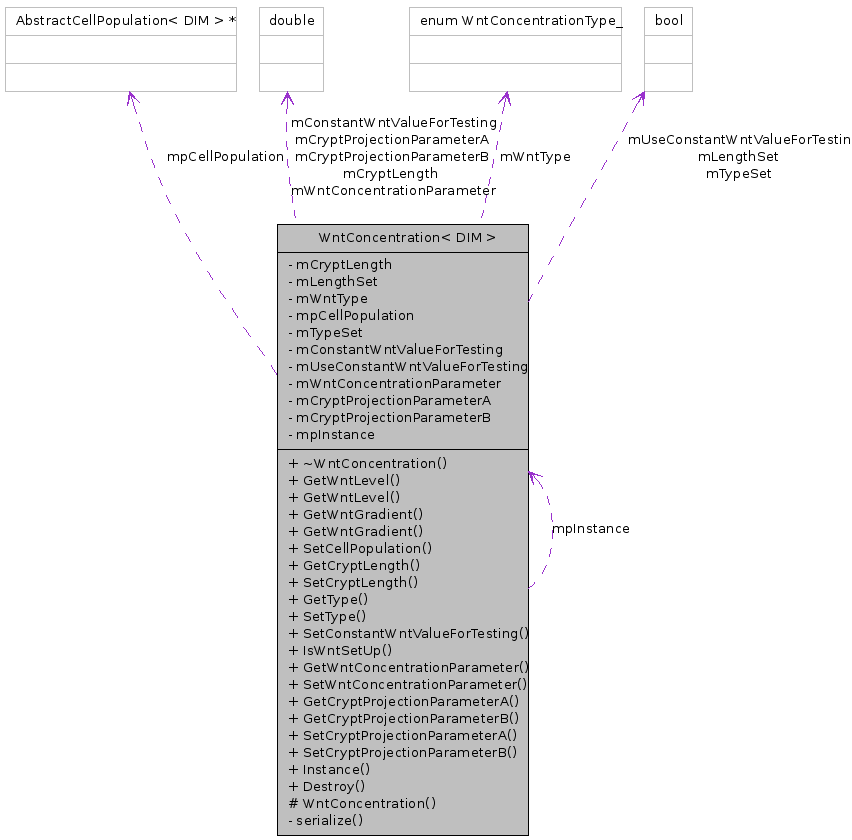 AbstractCellPopulation< DIM > *
double
enum WntConcentrationType_
bool
mpCellPopulation
mConstantWntValueForTesting
mCryptProjectionParameterA
mCryptProjectionParameterB
mCryptLength
mWntConcentrationParameter
mWntType
mUseConstantWntValueForTestin
mLengthSet
mTypeSet
WntConcentration< DIM >
- mCryptLength
- mLengthSet
- mWntType
- mpCellPopulation
- mTypeSet
- mConstantWntValueForTesting
- mUseConstantWntValueForTesting
- mWntConcentrationParameter
- mCryptProjectionParameterA
- mCryptProjectionParameterB
- mpInstance
+ ~WntConcentration()
+ GetWntLevel()
+ GetWntLevel()
+ GetWntGradient()
+ GetWntGradient()
+ SetCellPopulation()
+ GetCryptLength()
+ SetCryptLength()
+ GetType()
+ SetType()
+ SetConstantWntValueForTesting()
+ IsWntSetUp()
+ GetWntConcentrationParameter()
+ SetWntConcentrationParameter()
+ GetCryptProjectionParameterA()
+ GetCryptProjectionParameterB()
+ SetCryptProjectionParameterA()
+ SetCryptProjectionParameterB()
+ Instance()
+ Destroy()
# WntConcentration()
- serialize()
mpInstance